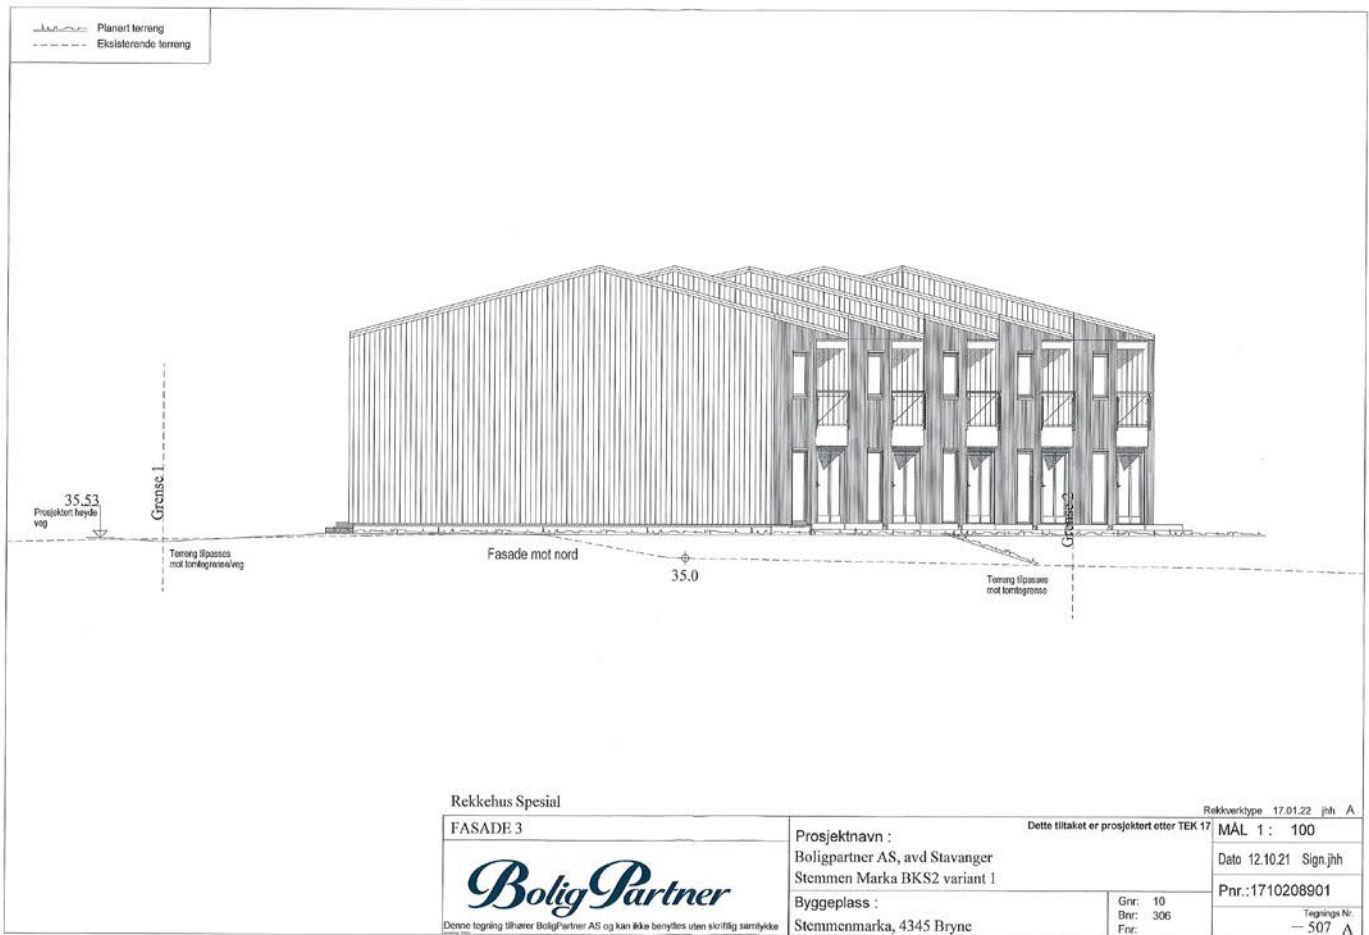 Planert terreng
Eksisterende terreng
35.53
Prosjektert høyde
veg
Grense 1
Terreng tilpasses
mot tomtegrense/veg
Fasade mot nord
35.0
Grense 2
Terreng tilpasses
mot tomtegrense
Rekkehus Spesial
Rekkverktype 17.01.22 jhh A
FASADE 3
BoligPartner
Denne tegning tilhører BoligPartner AS og kan ikke benyttes uten skriftlig samtykke
Prosjektnavn :
Dette tiltaket er prosjektert etter TEK 17
Boligpartner AS, avd Stavanger
Stemmen Marka BKS2 variant 1
Byggeplass :
Stemmenmarka, 4345 Bryne
Gnr: 10
Bnr: 306
Fnr:
MÅL 1 : 100
Dato 12.10.21 Sign.jhh
Pnr.:1710208901
Tegnings Nr.
— 507 A